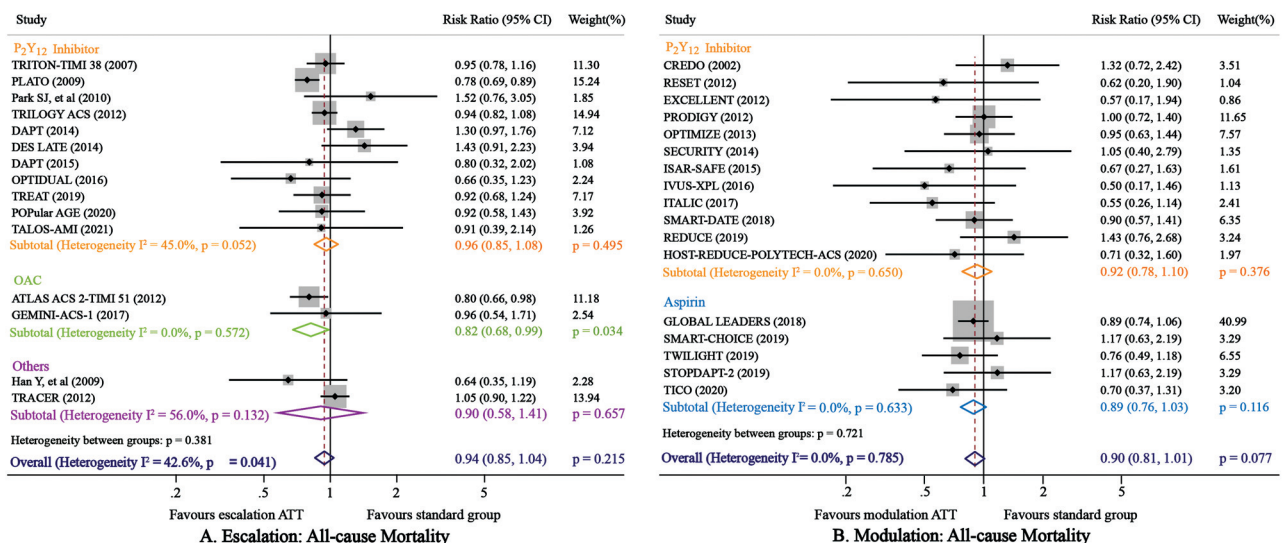 Study Risk Ratio (95% CI) Weight(%)
P2Y12 Inhibitor
TRITON-TIMI 38 (2007) 0.95 (0.78, 1.16) 11.30
PLATO (2009) 0.78 (0.69, 0.89) 15.24
Park SJ, et al (2010) 1.52 (0.76, 3.05) 1.85
TRILOGY ACS (2012) 0.94 (0.82, 1.08) 14.94
DAPT (2014) 1.30 (0.97, 1.76) 7.12
DES LATE (2014) 1.43 (0.91, 2.23) 3.94
DAPT (2015) 0.80 (0.32, 2.02) 1.08
OPTIDUAL (2016) 0.66 (0.35, 1.23) 2.24
TREAT (2019) 0.92 (0.68, 1.24) 7.17
POPular AGE (2020) 0.92 (0.58, 1.43) 3.92
TALOS-AMI (2021) 0.91 (0.39, 2.14) 1.26
Subtotal (Heterogeneity I² = 45.0%, p = 0.052) 0.96 (0.85, 1.08) p = 0.495
OAC
ATLAS ACS 2-TIMI 51 (2012) 0.80 (0.66, 0.98) 11.18
GEMINI-ACS-1 (2017) 0.96 (0.54, 1.71) 2.54
Subtotal (Heterogeneity I² = 0.0%, p = 0.572) 0.82 (0.68, 0.99) p = 0.034
Others
Han Y, et al (2009) 0.64 (0.35, 1.19) 2.28
TRACER (2012) 1.05 (0.90, 1.22) 13.94
Subtotal (Heterogeneity I² = 56.0%, p = 0.132) 0.90 (0.58, 1.41) p = 0.657
Heterogeneity between groups: p = 0.381
Overall (Heterogeneity I² = 42.6%, p = 0.041) 0.94 (0.85, 1.04) p = 0.215
.2 .5 1 2 5
Favours escalation ATT Favours standard group
A. Escalation: All-cause Mortality
Study Risk Ratio (95% CI) Weight(%)
P2Y12 Inhibitor
CREDO (2002) 1.32 (0.72, 2.42) 3.51
RESET (2012) 0.62 (0.20, 1.90) 1.04
EXCELLENT (2012) 0.57 (0.17, 1.94) 0.86
PRODIGY (2012) 1.00 (0.72, 1.40) 11.65
OPTIMIZE (2013) 0.95 (0.63, 1.44) 7.57
SECURITY (2014) 1.05 (0.40, 2.79) 1.35
ISAR-SAFE (2015) 0.67 (0.27, 1.63) 1.61
IVUS-XPL (2016) 0.50 (0.17, 1.46) 1.13
ITALIC (2017) 0.55 (0.26, 1.14) 2.41
SMART-DATE (2018) 0.90 (0.57, 1.41) 6.35
REDUCE (2019) 1.43 (0.76, 2.68) 3.24
HOST-REDUCE-POLYTECH-ACS (2020) 0.71 (0.32, 1.60) 1.97
Subtotal (Heterogeneity I² = 0.0%, p = 0.650) 0.92 (0.78, 1.10) p = 0.376
Aspirin
GLOBAL LEADERS (2018) 0.89 (0.74, 1.06) 40.99
SMART-CHOICE (2019) 1.17 (0.63, 2.19) 3.29
TWILIGHT (2019) 0.76 (0.49, 1.18) 6.55
STOPDAPT-2 (2019) 1.17 (0.63, 2.19) 3.29
TICO (2020) 0.70 (0.37, 1.31) 3.20
Subtotal (Heterogeneity I² = 0.0%, p = 0.633) 0.89 (0.76, 1.03) p = 0.116
Heterogeneity between groups: p = 0.721
Overall (Heterogeneity I²= 0.0%, p = 0.785) 0.90 (0.81, 1.01) p = 0.077
.2 .5 1 2 5
Favours modulation ATT Favours standard group
B. Modulation: All-cause Mortality